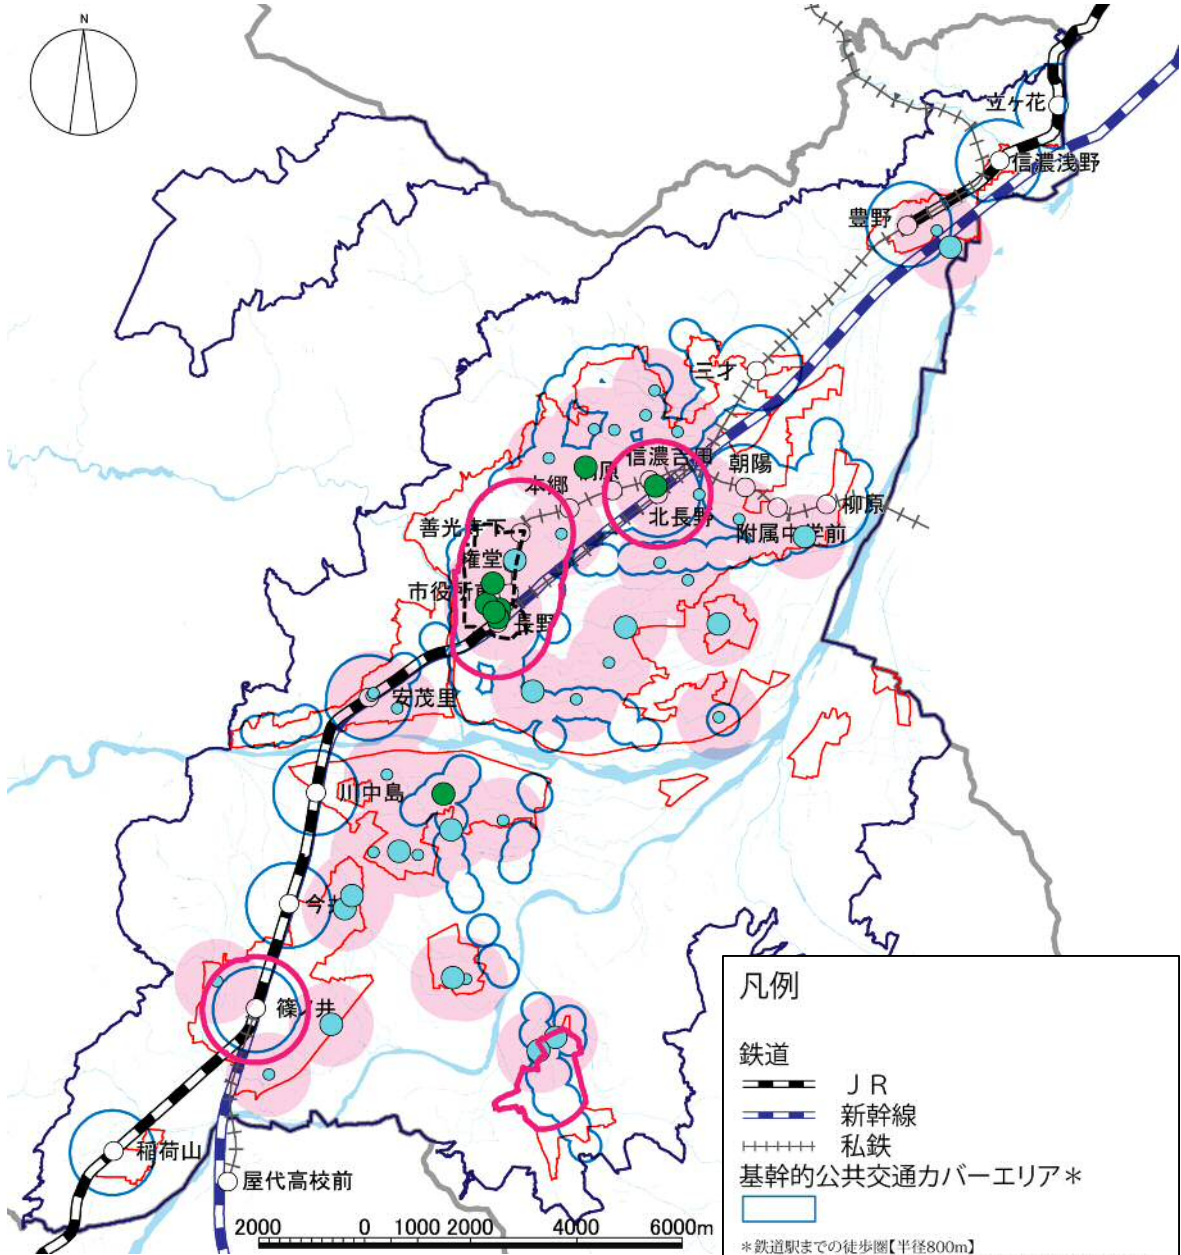 N
立ヶ花
信濃浅野
豊野
三才
信濃吉田
朝陽
本郷
北長野
柳原
附属中学前
善光寺下
権堂
市役所前
長野
安茂里
川中島
今井
篠ノ井
稲荷山
屋代高校前
2000 0 1000 2000 4000 6000m
凡例
鉄道
ＪＲ
新幹線
私鉄
基幹的公共交通カバーエリア＊
＊鉄道駅までの徒歩圏【半径800m】